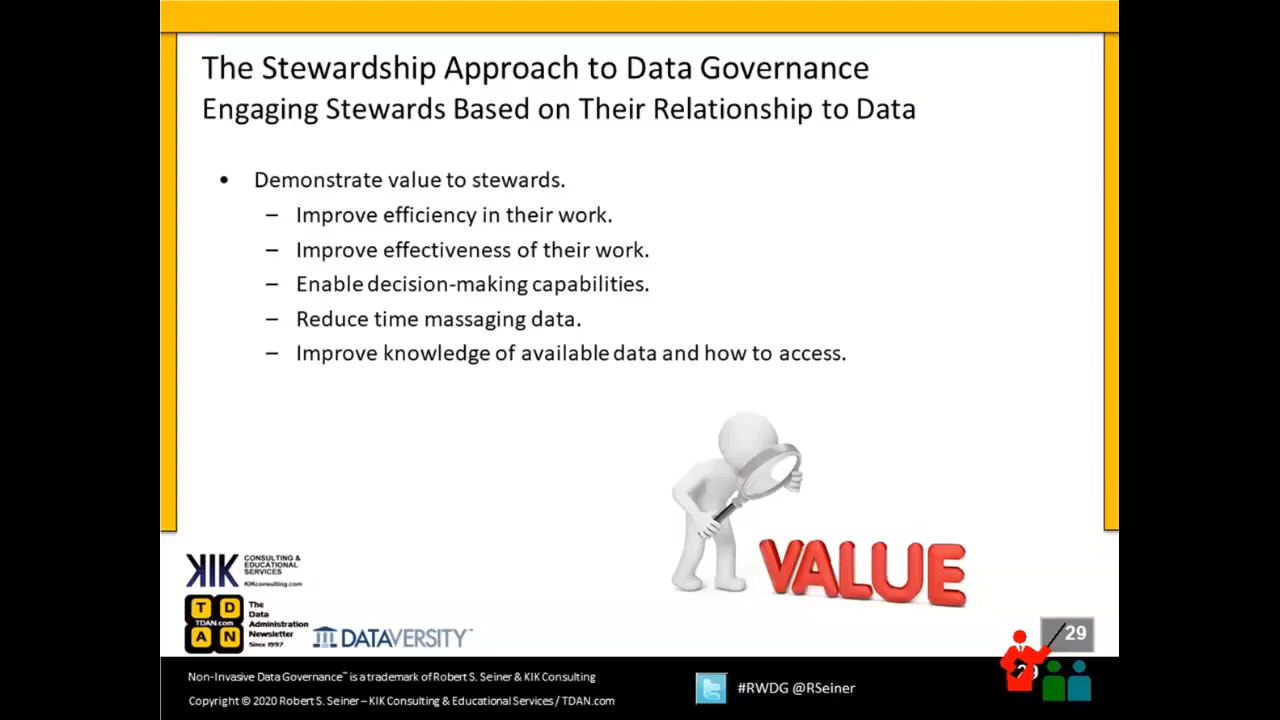 The Stewardship Approach to Data Governance
Engaging Stewards Based on Their Relationship to Data
• Demonstrate value to stewards.
– Improve efficiency in their work.
– Improve effectiveness of their work.
– Enable decision-making capabilities.
– Reduce time massaging data.
– Improve knowledge of available data and how to access.
VALUE
KIK CONSULTING &
EDUCATIONAL
SERVICES
KIKconsulting.com
T D
TDAN.com
A N
The
Data
Administration
Newsletter
Since 1997
DATAVERSITY™
29
29
Non-Invasive Data Governance™ is a trademark of Robert S. Seiner & KIK Consulting
#RWDG @RSeiner
Copyright © 2020 Robert S. Seiner – KIK Consulting & Educational Services / TDAN.com